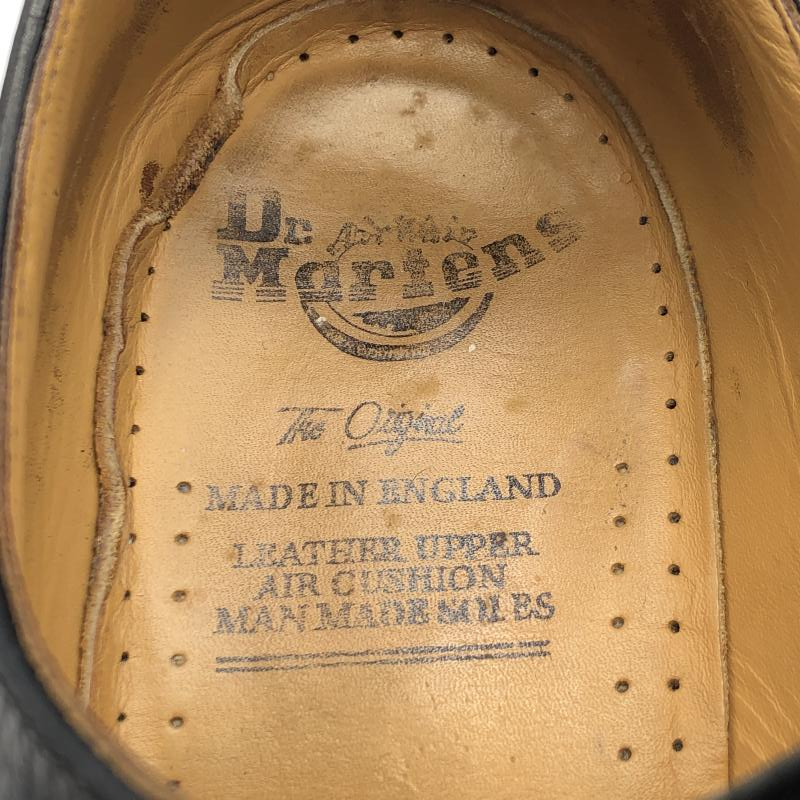 Dr. AirWair
Martens
The Original
MADE IN ENGLAND
LEATHER UPPER
AIR CUSHION
MAN MADE SOLES